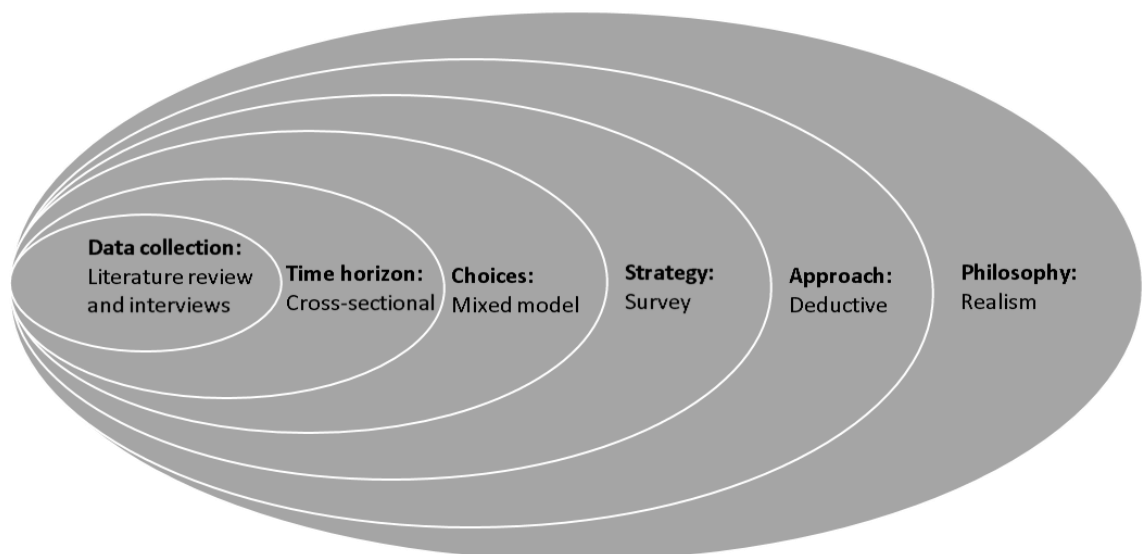 Data collection:
Literature review
and interviews
Time horizon:
Cross-sectional
Choices:
Mixed model
Strategy:
Survey
Approach:
Deductive
Philosophy:
Realism